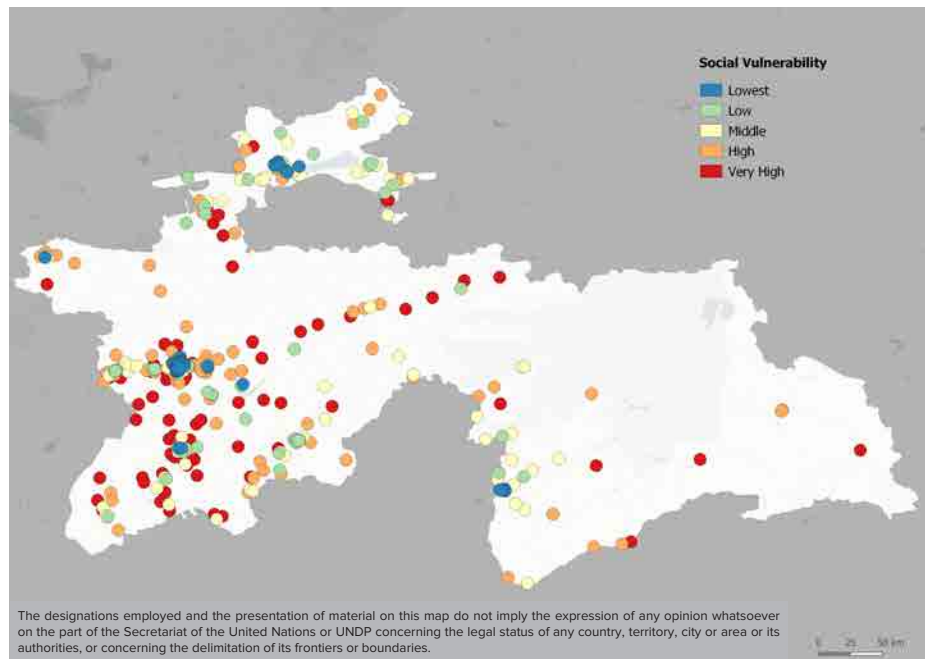 Social Vulnerability
Lowest
Low
Middle
High
Very High
The designations employed and the presentation of material on this map do not imply the expression of any opinion whatsoever
on the part of the Secretariat of the United Nations or UNDP concerning the legal status of any country, territory, city or area or its
authorities, or concerning the delimitation of its frontiers or boundaries.
0 25 50 km